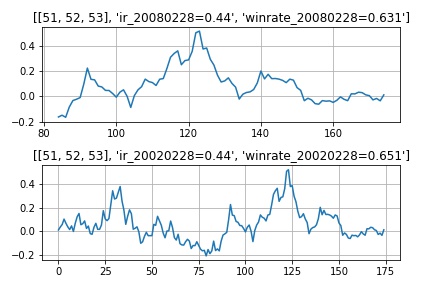 [[51, 52, 53], 'ir_20080228=0.44', 'winrate_20080228=0.631']
0.4
0.2
0.0
−0.2
80 100 120 140 160
[[51, 52, 53], 'ir_20020228=0.44', 'winrate_20020228=0.651']
0.4
0.2
0.0
−0.2
0 25 50 75 100 125 150 175